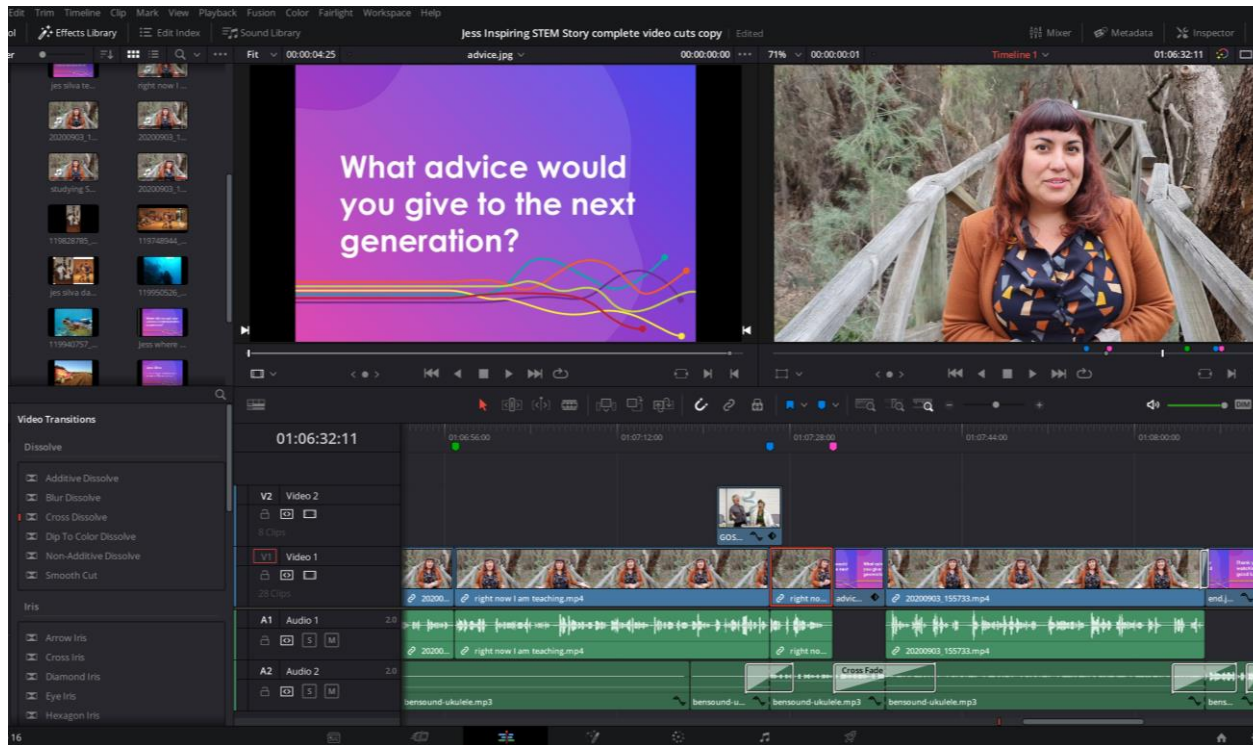 Edit Trim Timeline Clip Mark View Playback Fusion Color Fairlight Workspace Help
ol Effects Library Edit Index Sound Library Jess Inspiring STEM Story complete video cuts copy Edited Mixer Metadata Inspector
er Fit 00:00:04:25 advice.jpg 00:00:00:00 71% 00:00:00:01 Timeline 1 01:06:32:11
jes silva te... right now I ...
20200903_1... 20200903_1...
studying S... 20200903_1...
119828785_... 119748944_...
jes silva da... 119950526_...
119940757_... Jess where ...
What advice would
you give to the next
generation?
Video Transitions
Dissolve
Additive Dissolve
Blur Dissolve
Cross Dissolve
Dip To Color Dissolve
Non-Additive Dissolve
Smooth Cut
Iris
Arrow Iris
Cross Iris
Diamond Iris
Eye Iris
Hexagon Iris
DIM
01:06:32:11 01:06:56:00 01:07:12:00 01:07:28:00 01:07:44:00 01:08:00:00
V2 Video 2
8 Clips
GOS...
V1 Video 1
28 Clips
20200... right now I am teaching.mp4 right no... advic... 20200903_155733.mp4 end.j...
A1 Audio 1 2.0
S M
20200... right now I am teaching.mp4 right no... 20200903_155733.mp4
A2 Audio 2 2.0
S M
Cross Fade
bensound-ukulele.mp3 bensound-u... bensound-ukulele.mp3 bensound-ukulele.mp3 bens...
16